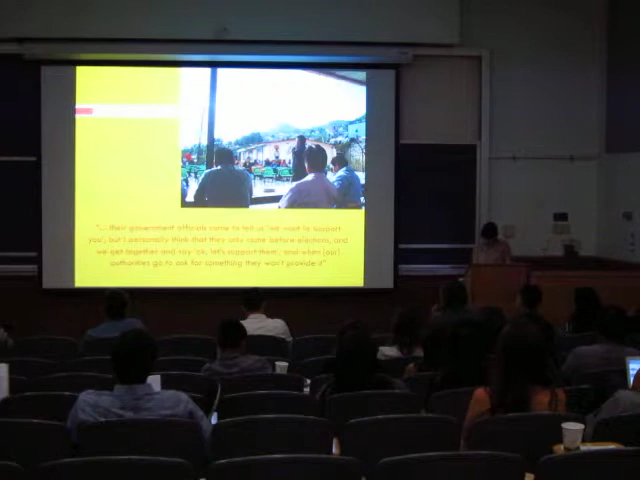 ".....their government officials come to tell us 'we want to support
you', but I personally think that they only come before elections, and
we get together and say 'ok, let's support them', and when [our]
authorities go to ask for something they won't provide it"